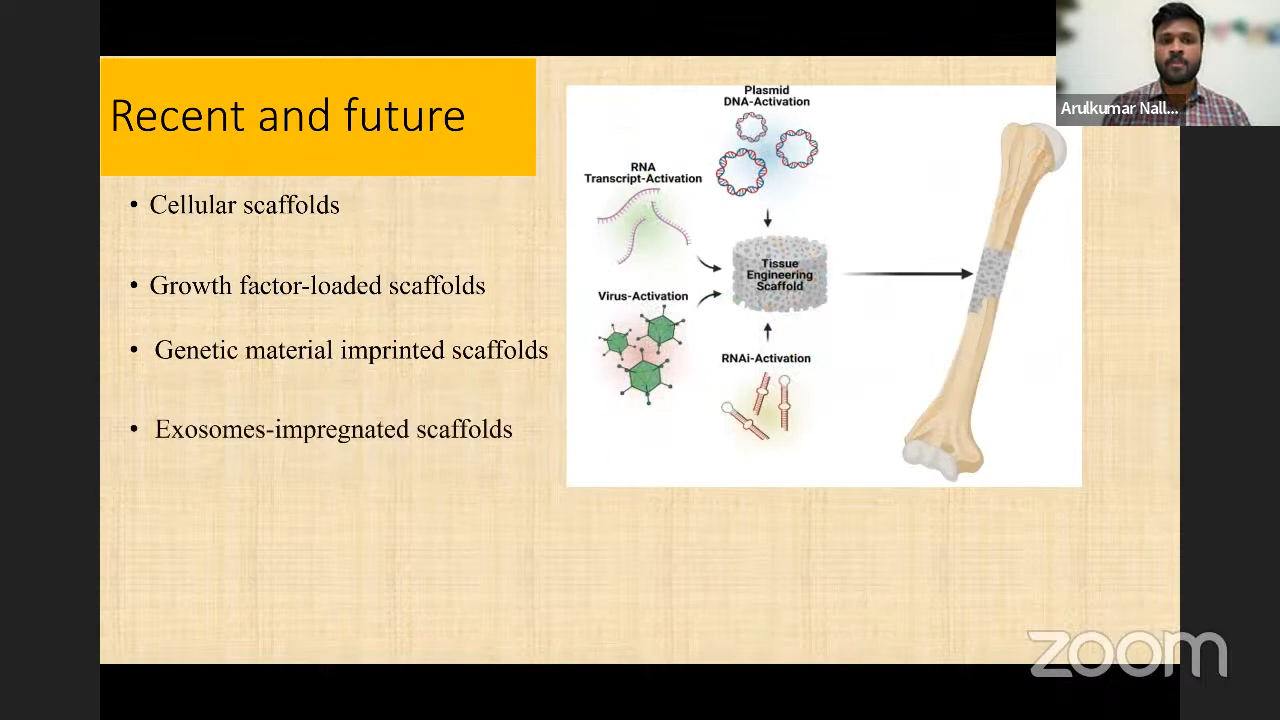 Recent and future
• Cellular scaffolds
• Growth factor-loaded scaffolds
• Genetic material imprinted scaffolds
• Exosomes-impregnated scaffolds
Plasmid
DNA-Activation
RNA
Transcript-Activation
Tissue
Engineering
Scaffold
Virus-Activation
RNAi-Activation
Arulkumar Nall...
zoom